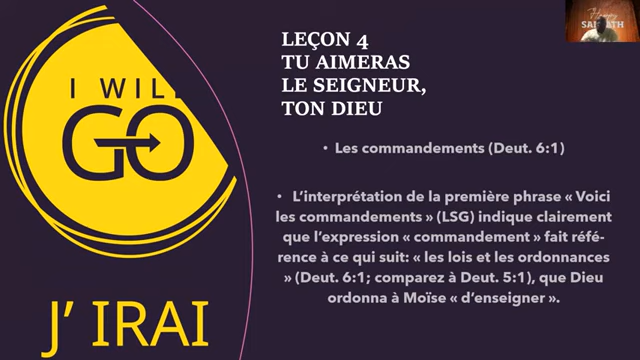 I WILL
GO
J’ IRAI
LEÇON 4
TU AIMERAS
LE SEIGNEUR,
TON DIEU
• Les commandements (Deut. 6:1)
• L’interprétation de la première phrase « Voici
les commandements » (LSG) indique clairement
que l’expression « commandement » fait réfé-
rence à ce qui suit: « les lois et les ordonnances
» (Deut. 6:1; comparez à Deut. 5:1), que Dieu
ordonna à Moïse « d’enseigner ».
Happy
SABBATH